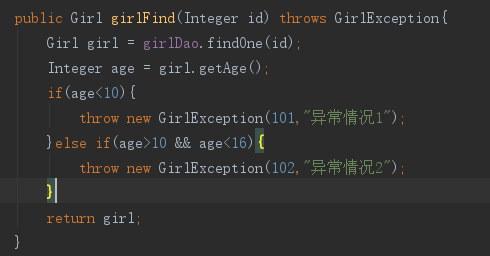 public Girl girlFind(Integer id) throws GirlException{
Girl girl = girlDao.findOne(id);
Integer age = girl.getAge();
if(age<10){
throw new GirlException(101,"异常情况1");
}else if(age>10 && age<16){
throw new GirlException(102,"异常情况2");
}
return girl;
}